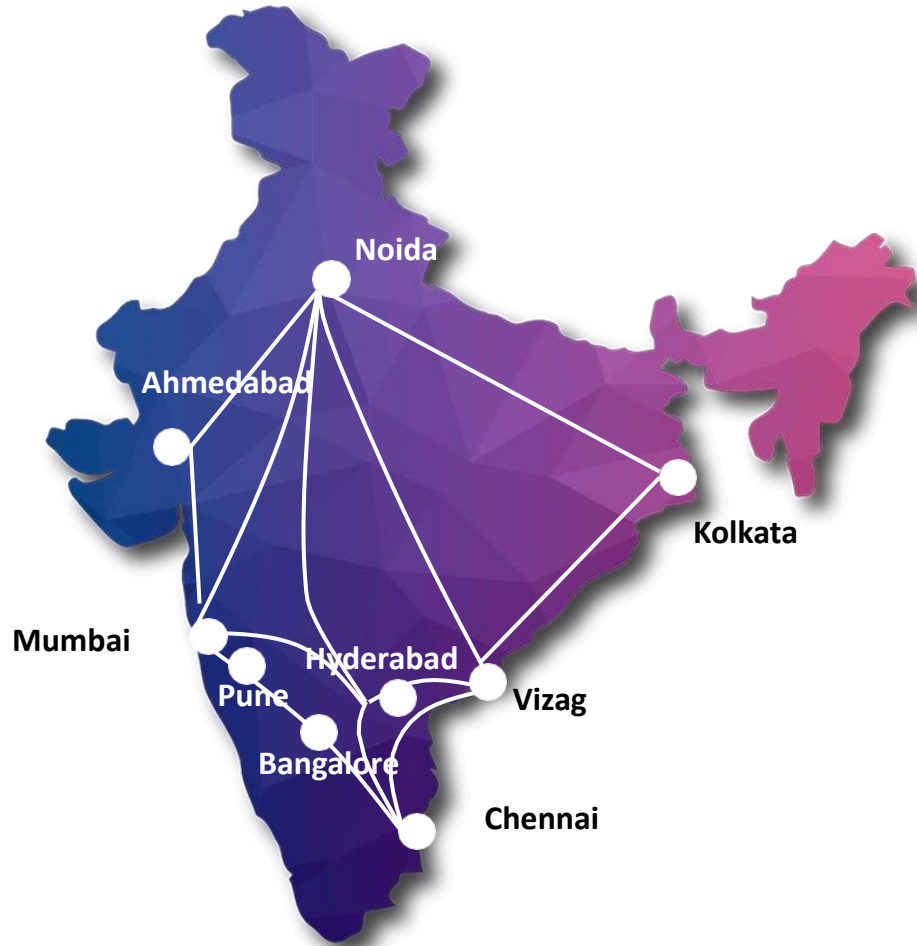 Noida
Ahmedabad
Kolkata
Mumbai
Hyderabad
Pune
Vizag
Bangalore
Chennai